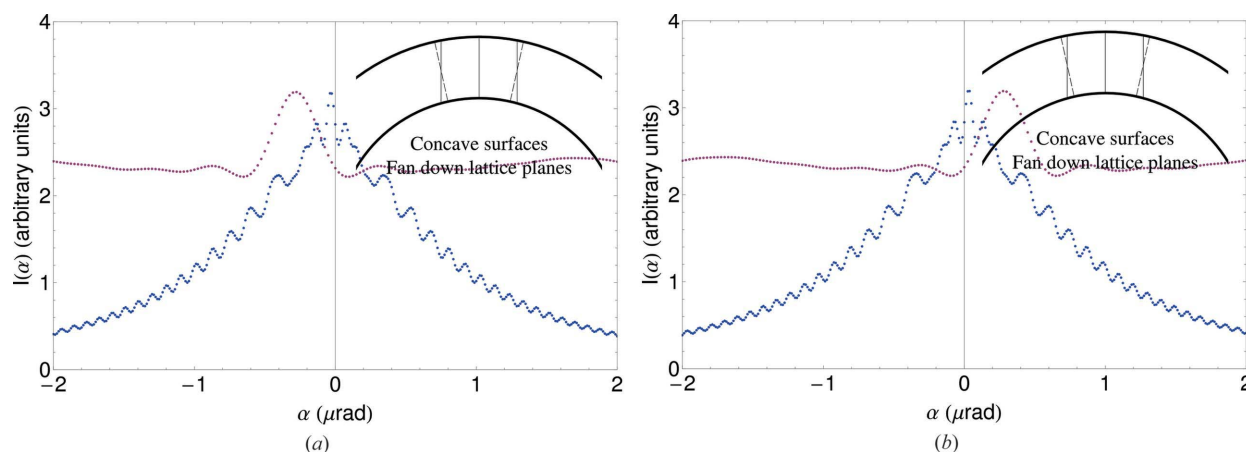 4
3
2
1
0
I(α) (arbitrary units)
Concave surfaces
Fan down lattice planes
−2
−1
0
1
2
α (μrad)
(a)
4
3
2
1
0
I(α) (arbitrary units)
Concave surfaces
Fan down lattice planes
−2
−1
0
1
2
α (μrad)
(b)